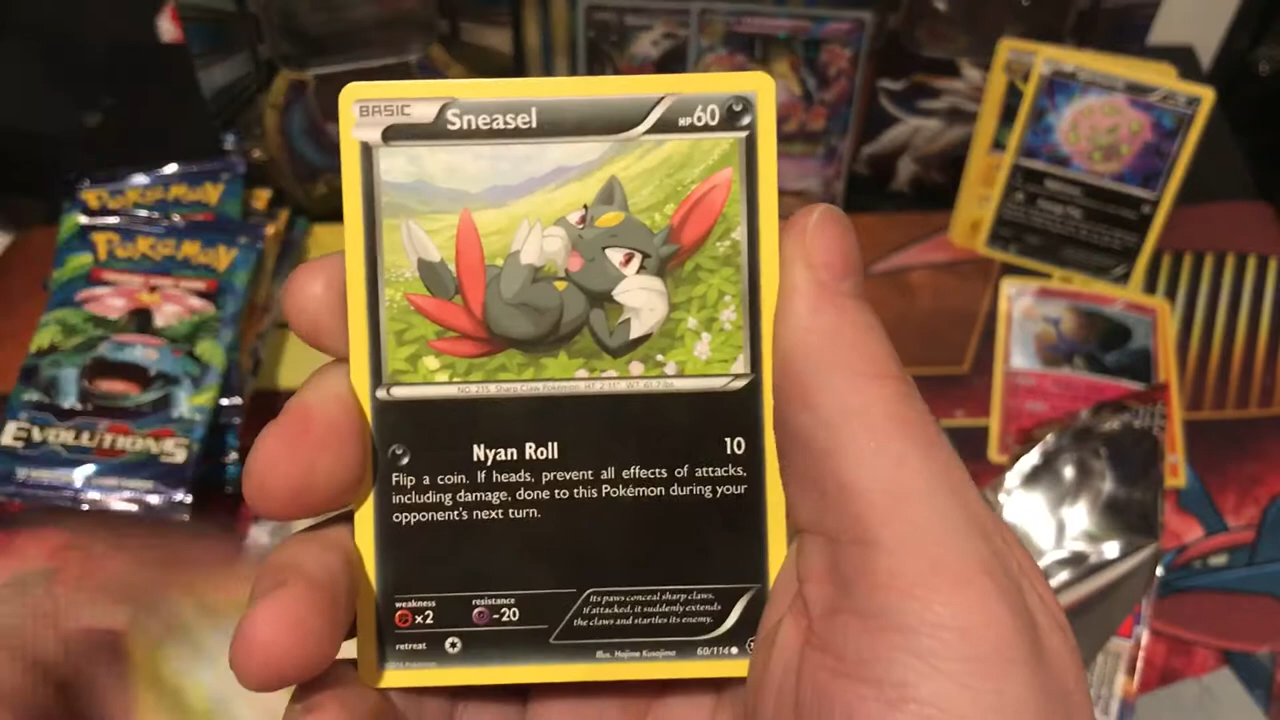 BASIC
Sneasel
HP60
NO. 215 Sharp Claw Pokémon HT: 2'11" WT: 61.7 lbs.
Nyan Roll 10
Flip a coin. If heads, prevent all effects of attacks,
including damage, done to this Pokémon during your
opponent's next turn.
weakness
×2
resistance
-20
retreat
Its paws conceal sharp claws.
If attacked, it suddenly extends
the claws and startles its enemy.
Illus. Hajime Kusajima
60/114
POKéMON
POKéMON
EVOLUTIONS